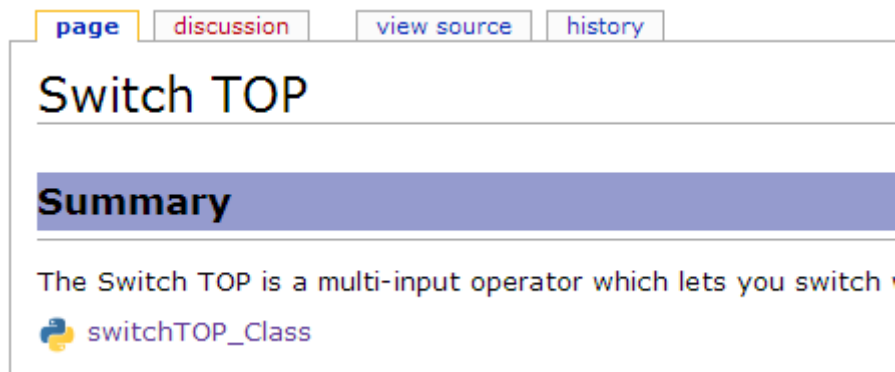 page discussion view source history
Switch TOP
Summary
The Switch TOP is a multi-input operator which lets you switch
switchTOP_Class